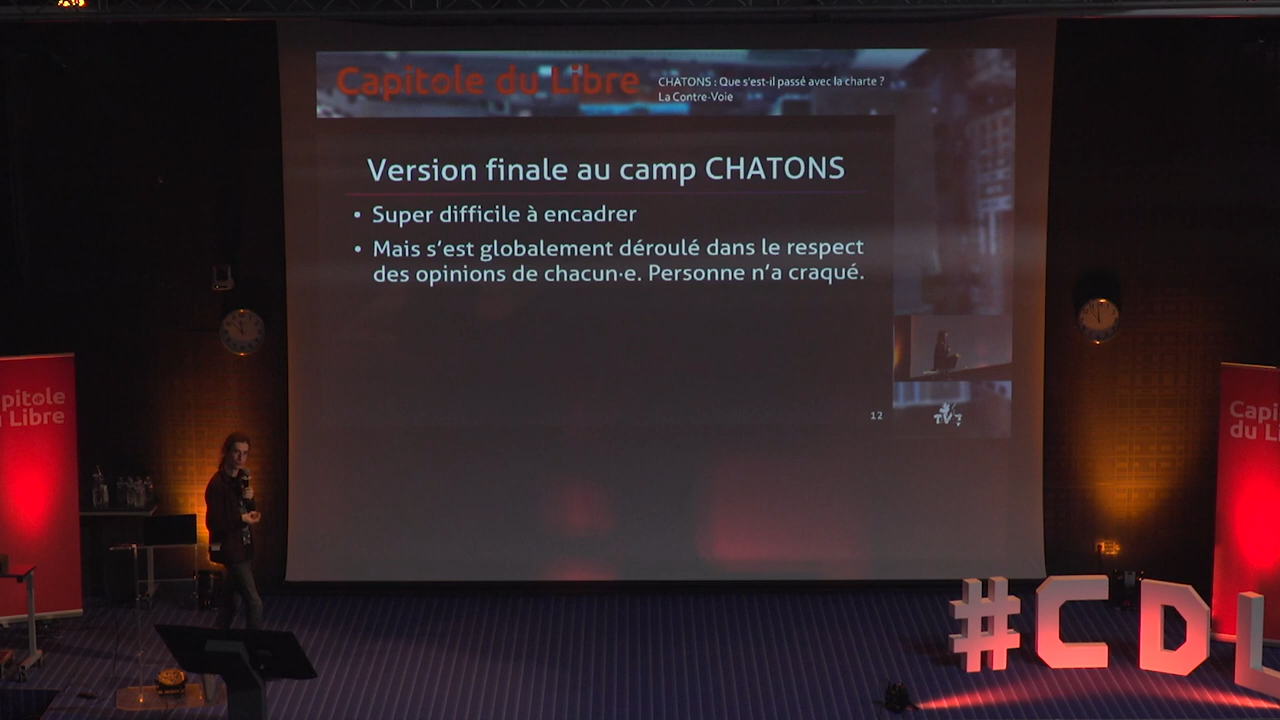 Capitole du Libre
CHATONS : Que s'est-il passé avec la charte ?
La Contre-Voie
Version finale au camp CHATONS
• Super difficile à encadrer
• Mais s'est globalement déroulé dans le respect
des opinions de chacun·e. Personne n'a craqué.
12
pitole
Libre
Capi
du Li
#CDL